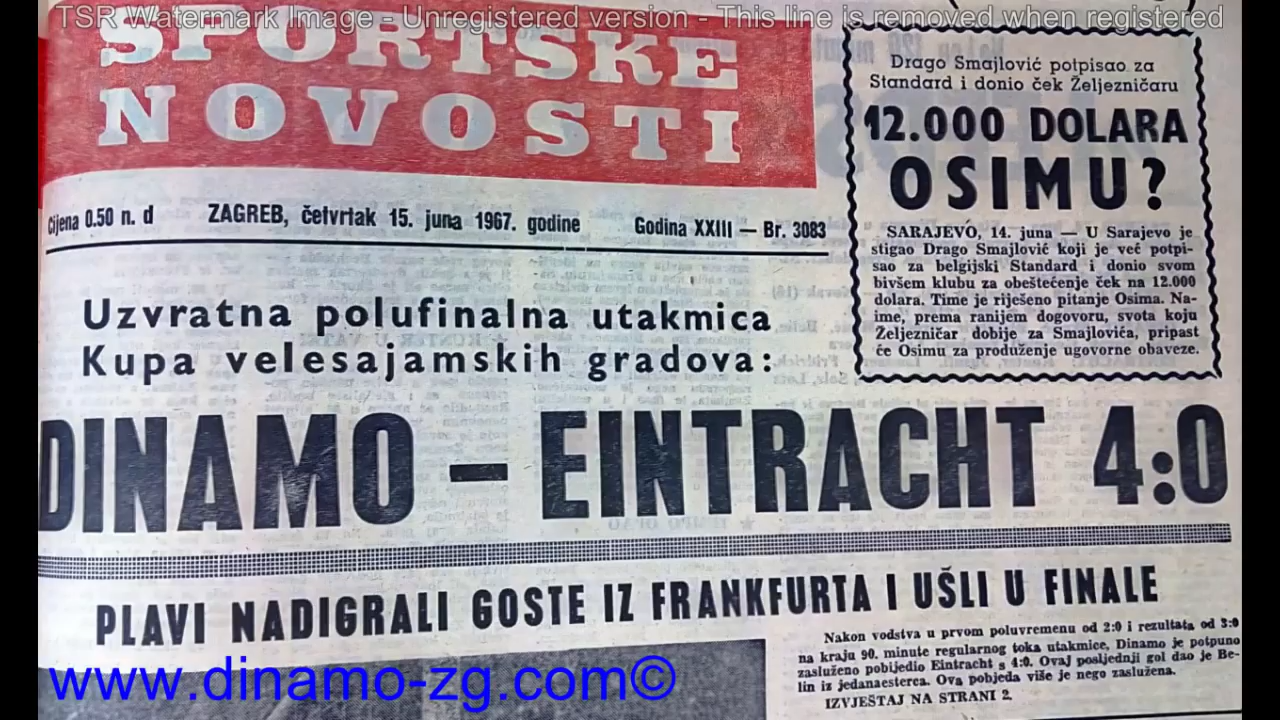 TSR Watermark Image - Unregistered version - This line is removed when registered
SPORTSKE
NOVOSTI
Cijena 0.50 n. d
ZAGREB, četvrtak 15. juna 1967. godine
Godina XXIII — Br. 3083
Drago Smajlović potpisao za
Standard i donio ček Željezničaru
12.000 DOLARA
OSIMU?
SARAJEVO, 14. juna — U Sarajevo je
stigao Drago Smajlović koji je već potpi-
sao za belgijski Standard i donio svom
bivšem klubu za obeštećenje ček na 12.000
dolara. Time je riješeno pitanje Osima. Na-
ime, prema ranijem dogovoru, svota koju
Željezničar dobije za Smajlovića, pripast
će Osimu za produženje ugovorne obaveze.
Uzvratna polufinalna utakmica
Kupa velesajamskih gradova:
DINAMO — EINTRACHT 4:0
PLAVI NADIGRALI GOSTE IZ FRANKFURTA I UŠLI U FINALE
Nakon vodstva u prvom poluvremenu od 2:0 i rezultata od 3:0
na kraju 90. minute regularnog toka utakmice, Dinamo je potpuno
zasluženo pobijedio Eintracht s 4:0. Ovaj posljednji gol dao je Be-
lin iz jedanaesterca. Ova pobjeda više je nego zaslužena.
IZVJEŠTAJ NA STRANI 2.
www.dinamo-zg.com©